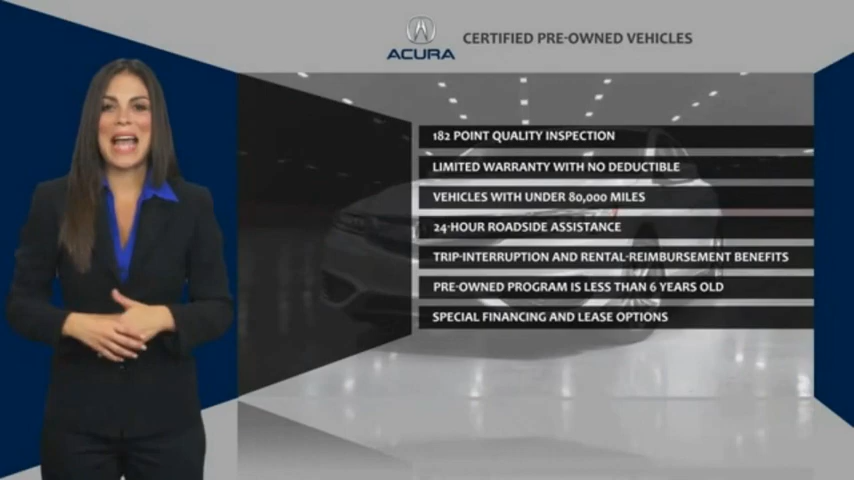 ACURA
CERTIFIED PRE-OWNED VEHICLES
182 POINT QUALITY INSPECTION
LIMITED WARRANTY WITH NO DEDUCTIBLE
VEHICLES WITH UNDER 80,000 MILES
24-HOUR ROADSIDE ASSISTANCE
TRIP-INTERRUPTION AND RENTAL-REIMBURSEMENT BENEFITS
PRE-OWNED PROGRAM IS LESS THAN 6 YEARS OLD
SPECIAL FINANCING AND LEASE OPTIONS